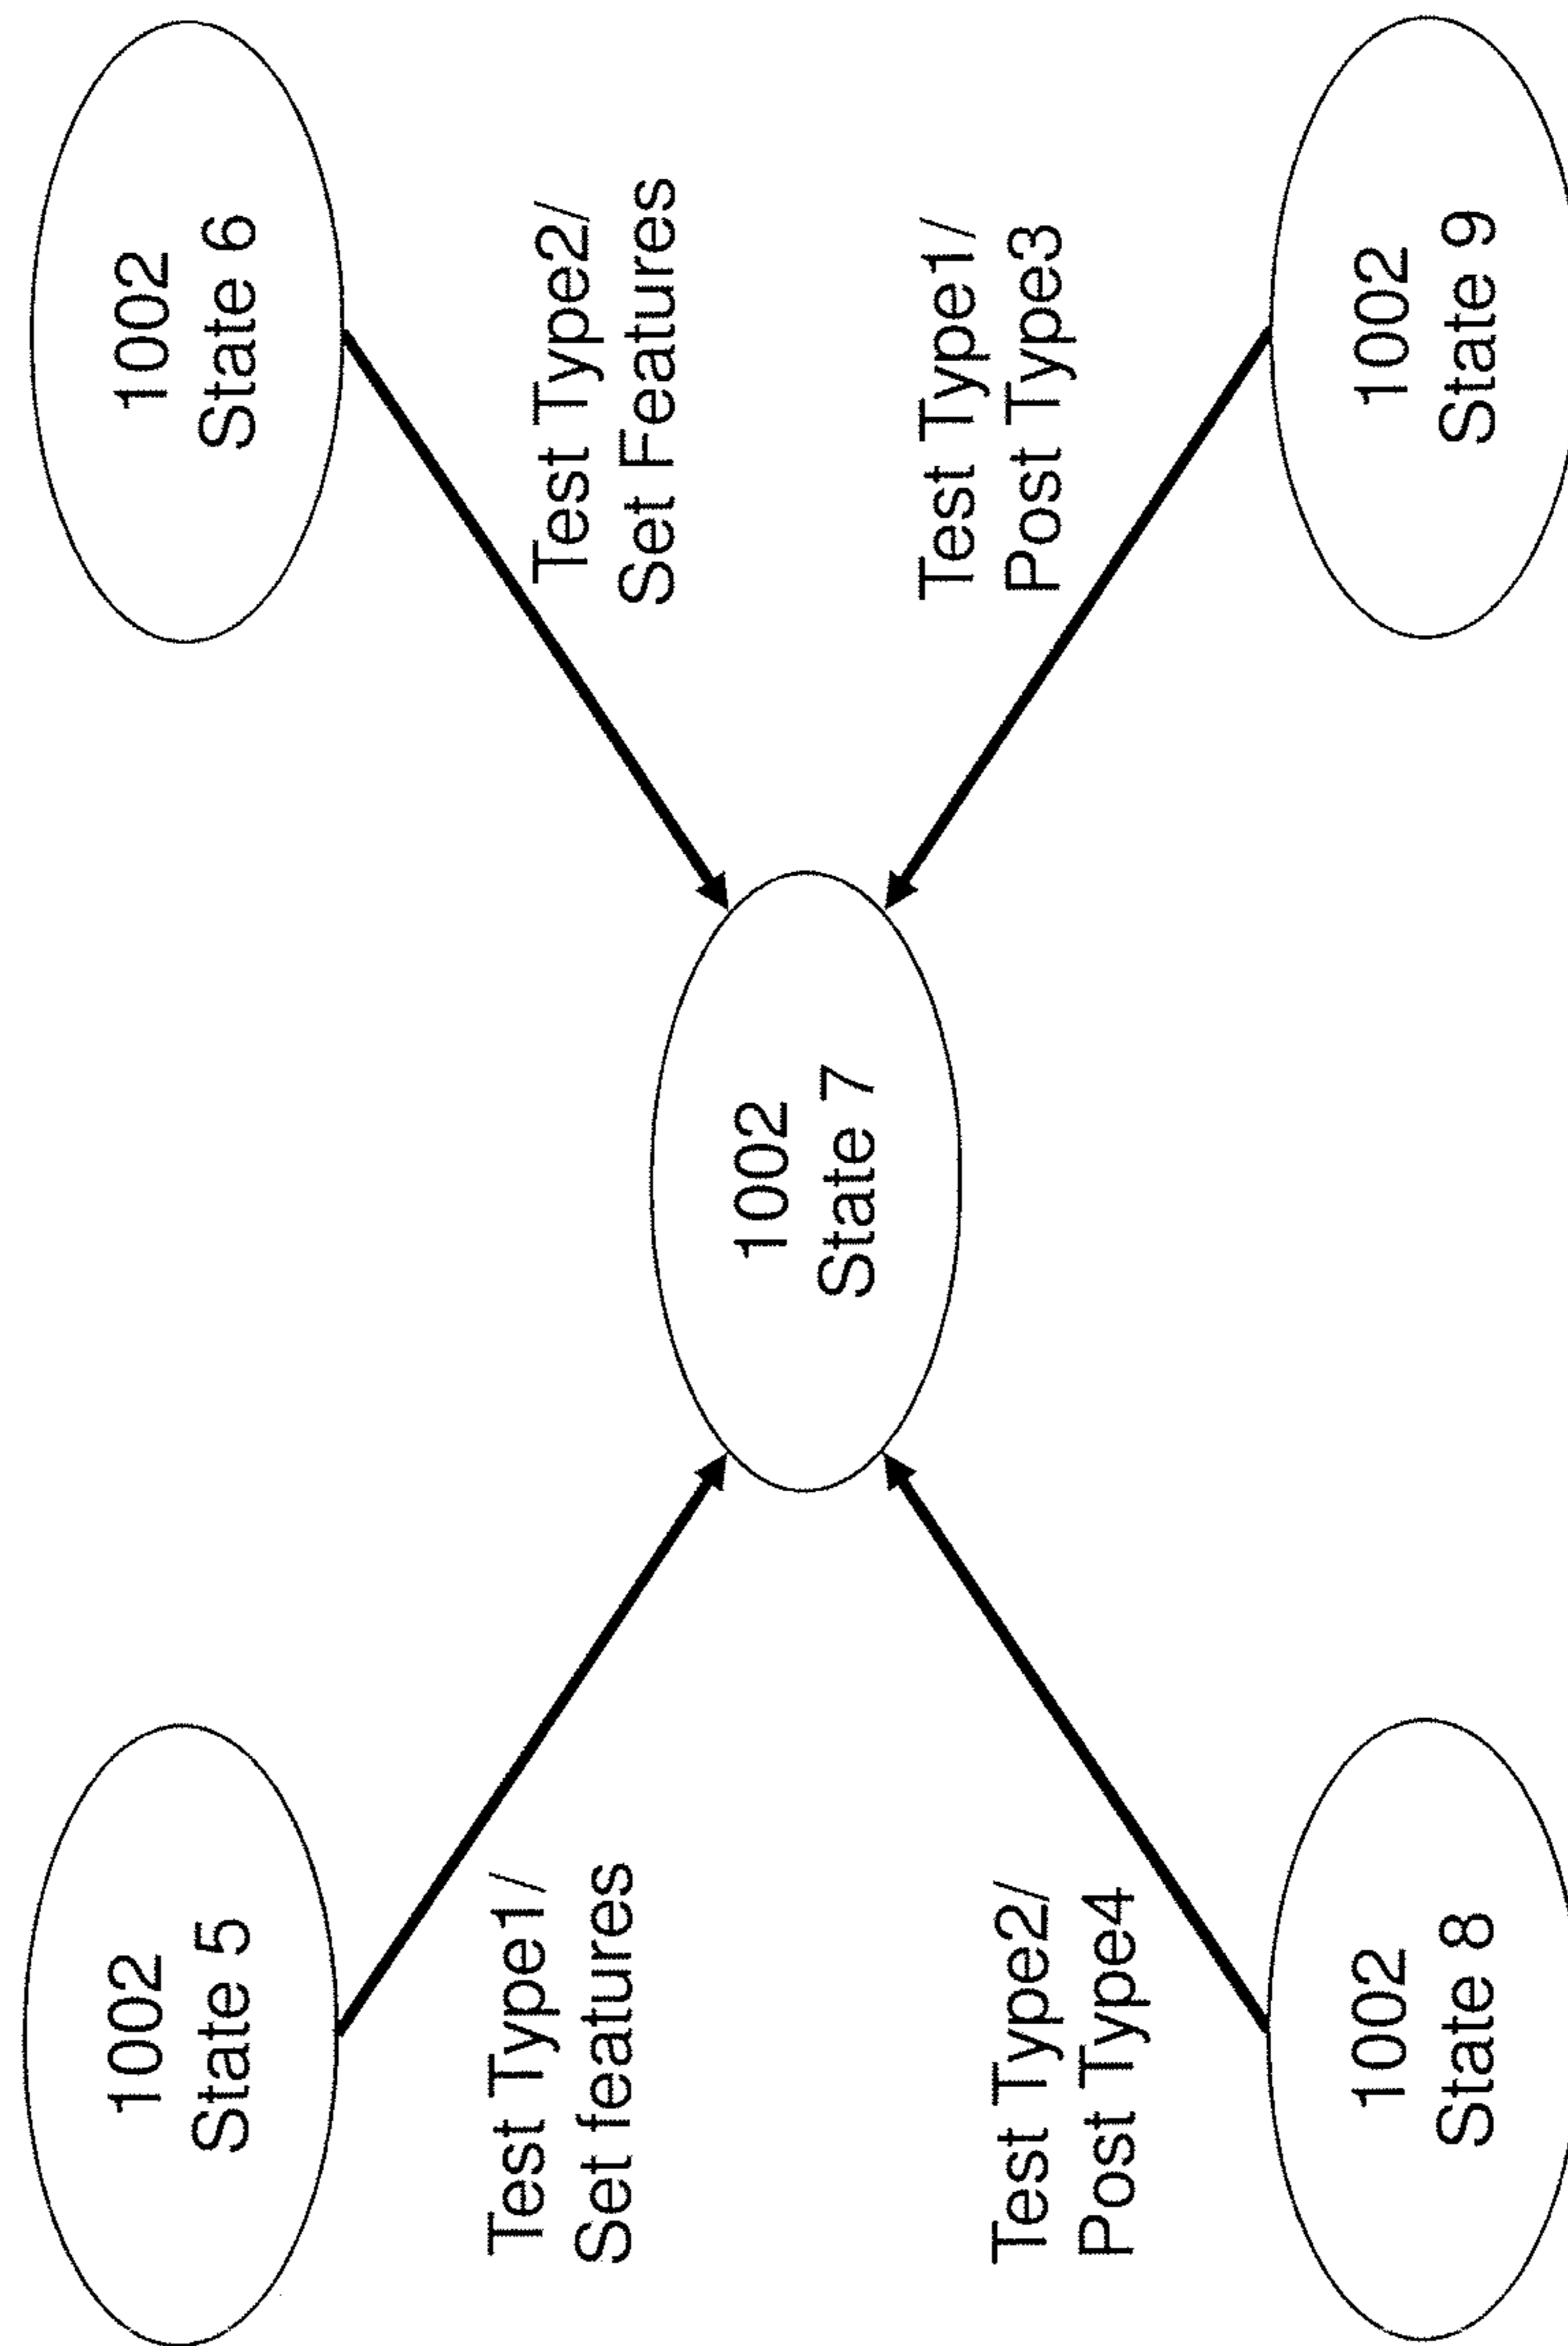 1002
State 5
1002
State 6
Test Type1/
Set features
Test Type2/
Set Features
1002
State 7
Test Type2/
Post Type4
Test Type1/
Post Type3
1002
State 8
1002
State 9